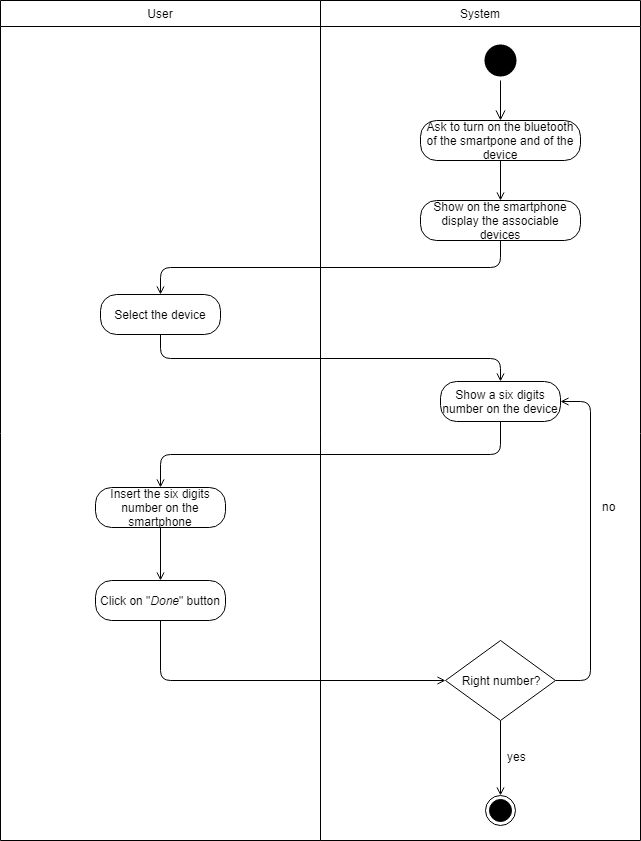 User
System
Ask to turn on the bluetooth
of the smartpone and of the
device
Show on the smartphone
display the associable
devices
Select the device
Show a six digits
number on the device
Insert the six digits
number on the
smartphone
no
Click on "Done" button
Right number?
yes